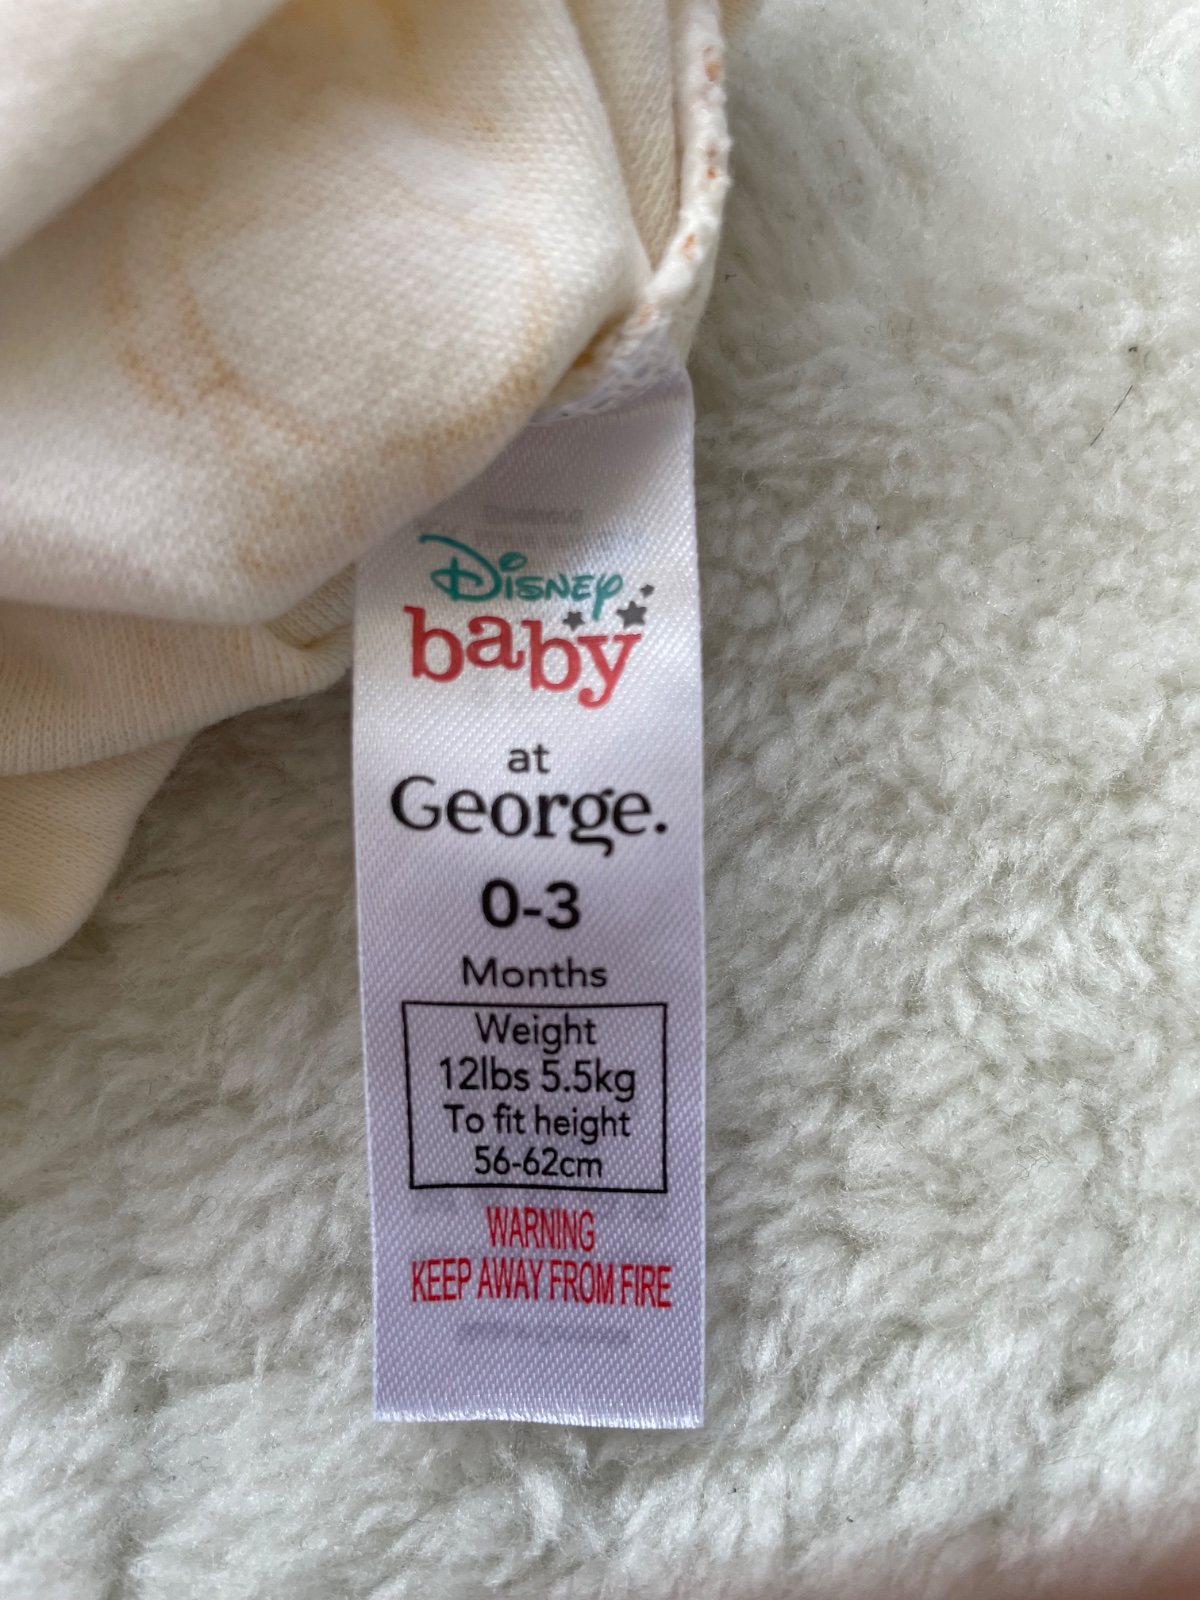 Disney
baby
at
George.
0-3
Months
Weight
12lbs 5.5kg
To fit height
56-62cm
WARNING
KEEP AWAY FROM FIRE